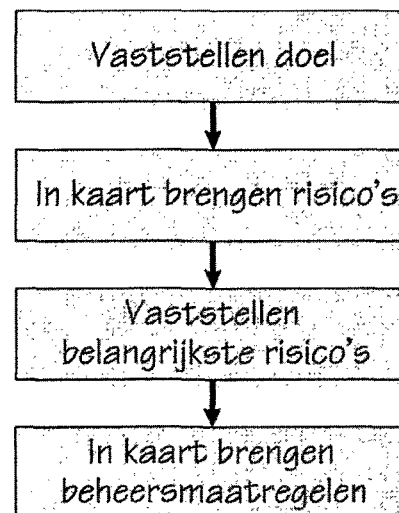 Vaststellen doel
In kaart brengen risico's
Vaststellen
belangrijkste risico's
In kaart brengen
beheersmaatregelen